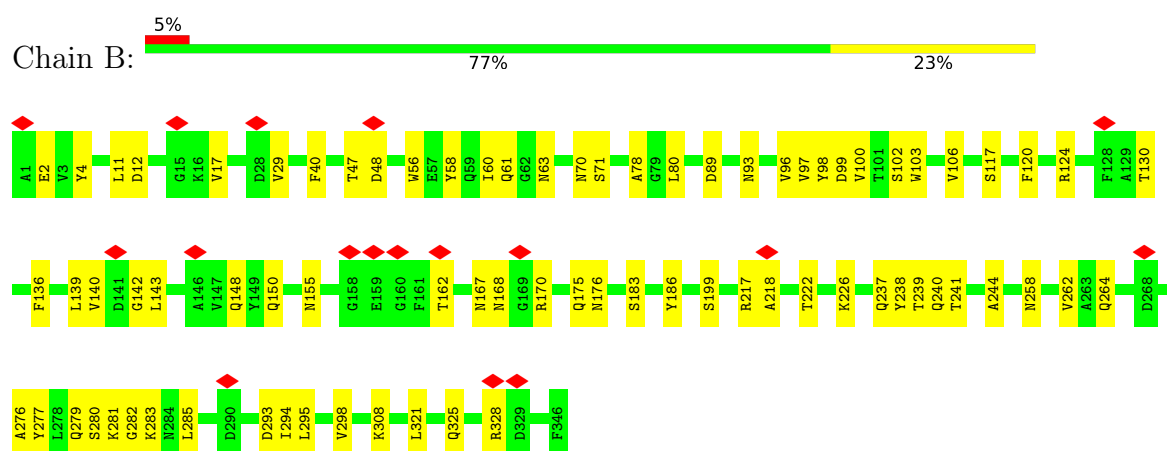 5%
Chain B:
77% 23%
A1 E2 V3 Y4 L11 D12 G15 K16 V17 D28 V29 F40 T47 D48 W56 E57 Y58 Q59 I60 Q61 G62 N63 N70 S71 A78 G79 L80 D89 N93 V96 V97 Y98 D99 V100 T101 S102 W103 V106 S117 F120 R124 F128 A129 T130
F136 L139 V140 D141 G142 L143 A146 V147 Q148 Y149 Q150 N155 G158 E159 G160 F161 T162 N167 N168 G169 R170 Q175 N176 S183 Y186 S199 R217 A218 T222 K226 Q237 Y238 T239 Q240 T241 A244 N258 V262 A263 Q264 D268
A276 Y277 L278 Q279 S280 K281 G282 K283 N284 L285 D290 D293 I294 L295 V298 K308 L321 Q325 R328 D329 F346